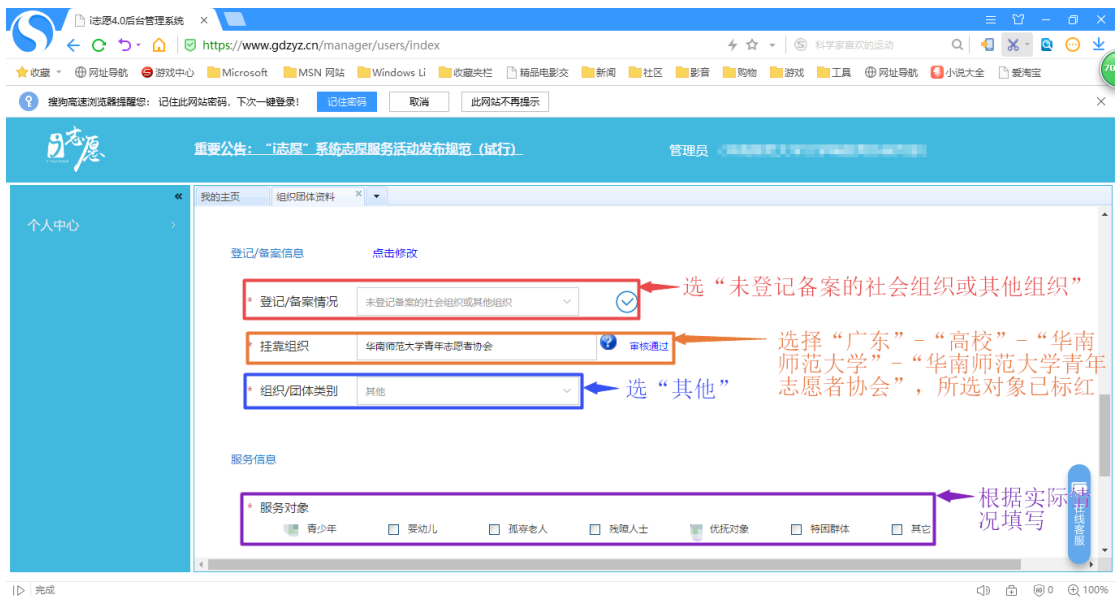 i志愿4.0后台管理系统
https://www.gdzyz.cn/manager/users/index
科学家喜欢的运动
收藏 网址导航 游戏中心 Microsoft MSN 网站 Windows Li 收藏夹栏 精品电影交 新闻 社区 影音 购物 游戏 工具 网址导航 小说大全 爱淘宝
70
搜狗高速浏览器提醒您: 记住此网站密码,下次一键登录! 记住密码 取消 此网站不再提示
i志愿
重要公告: “i志愿”系统志愿服务活动发布规范(试行)
管理员
我的主页 组织团体资料
个人中心
登记/备案信息 点击修改
* 登记/备案情况 未登记备案的社会组织或其他组织
选“未登记备案的社会组织或其他组织”
* 挂靠组织 华南师范大学青年志愿者协会 审核通过
选择“广东”-“高校”-“华南
师范大学”-“华南师范大学青年
志愿者协会”,所选对象已标红
* 组织/团体类别 其他
选“其他”
服务信息
* 服务对象
青少年 婴幼儿 孤寡老人 残障人士 优抚对象 特困群体 其它
根据实际情
况填写
在线客服
完成
0 100%